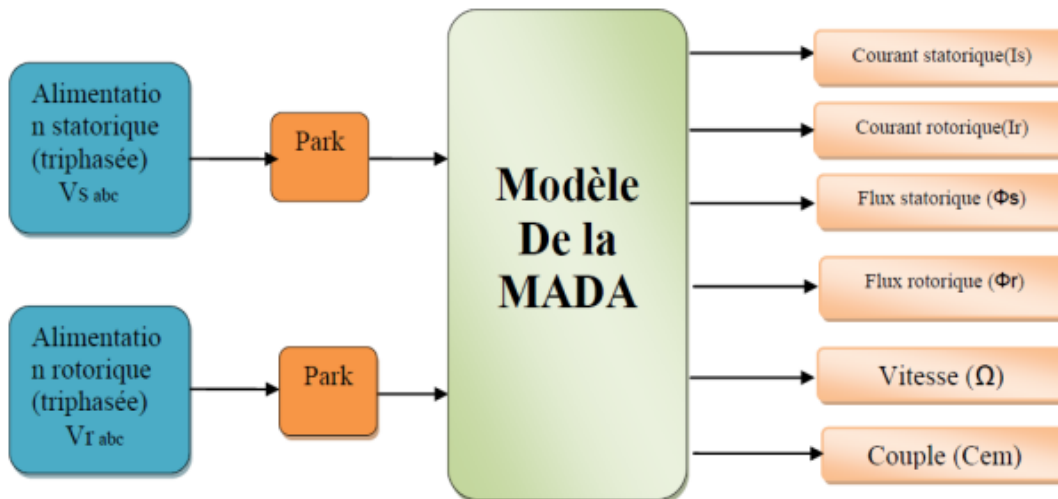 Alimentatio
n statorique
(triphasée)
Vs abc
Park
Alimentatio
n rotorique
(triphasée)
Vr abc
Park
Modèle
De la
MADA
Courant statorique(Is)
Courant rotorique(Ir)
Flux statorique (Φs)
Flux rotorique (Φr)
Vitesse (Ω)
Couple (Cem)